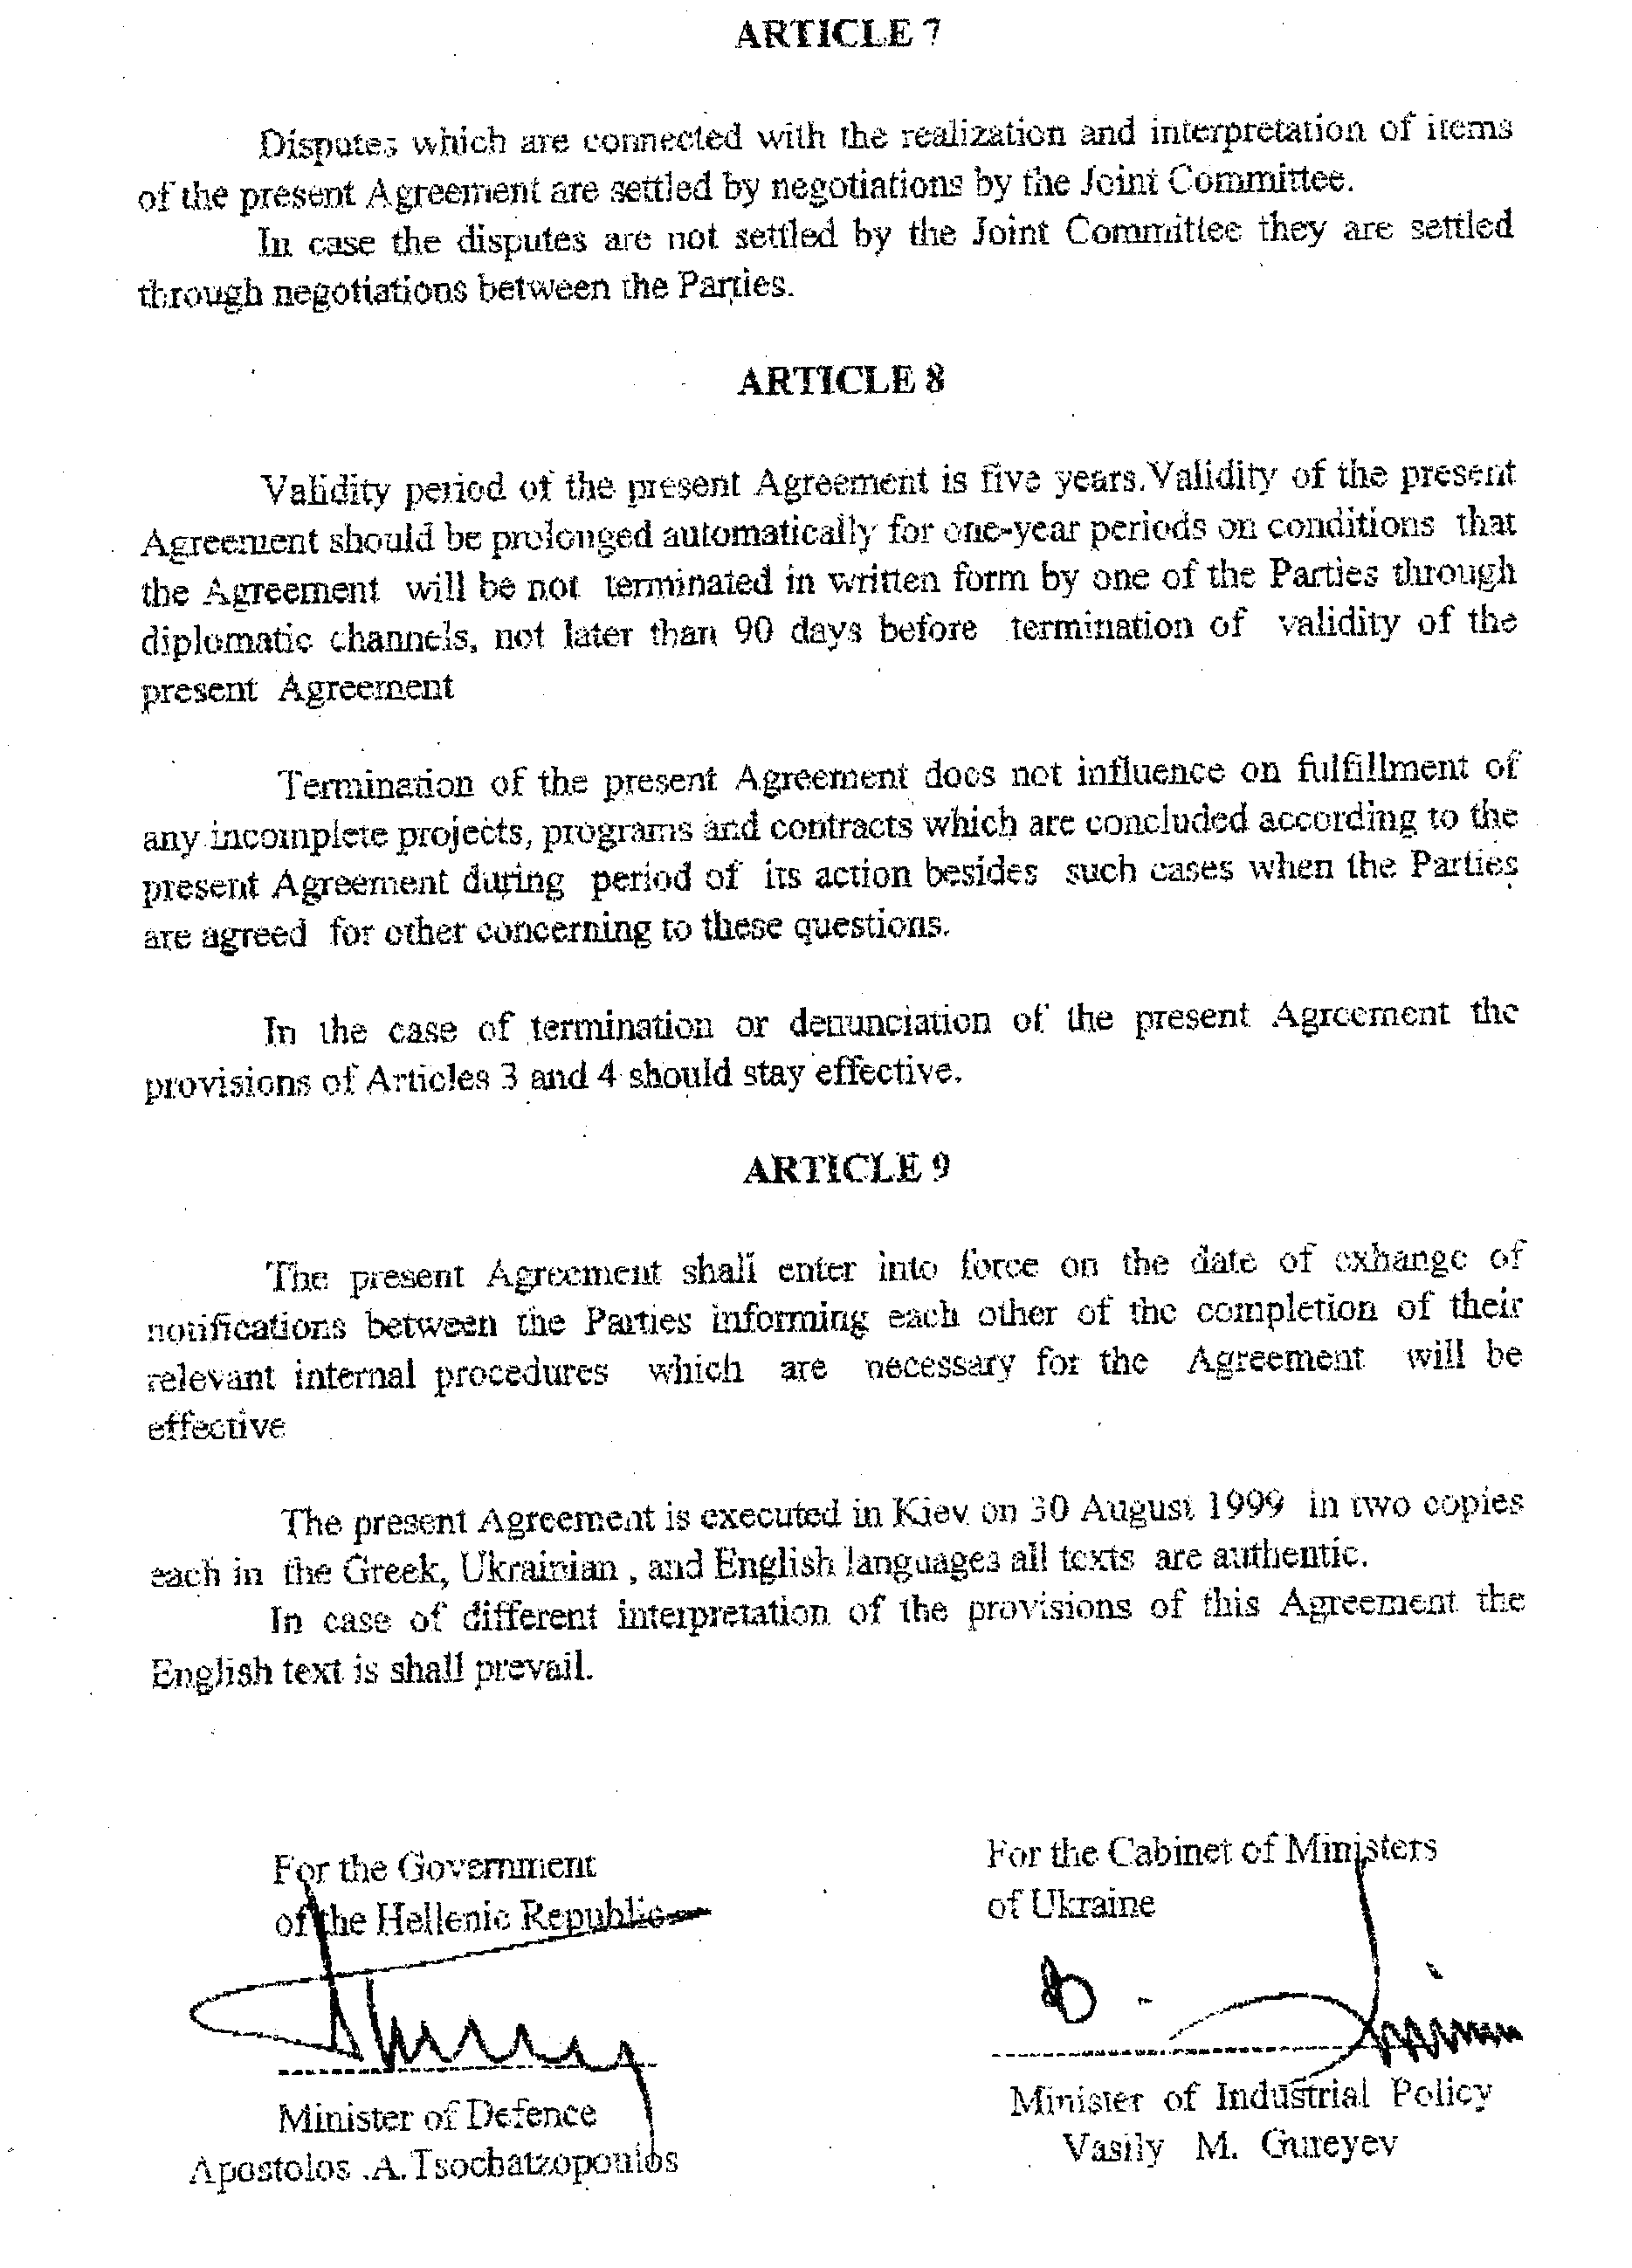 ARTICLE 7
Disputes which are connected with the realization and interpretation of items
of the present Agreement are settled by negotiations by the Joint Committee.
In case the disputes are not settled by the Joint Committee they are settled
through negotiations between the Parties.
ARTICLE 8
Validity period of the present Agreement is five years.Validity of the present
Agreement should be prolonged automatically for one-year periods on conditions that
the Agreement will be not terminated in written form by one of the Parties through
diplomatic channels, not later than 90 days before termination of validity of the
present Agreement
Termination of the present Agreement does not influence on fulfillment of
any incomplete projects, programs and contracts which are concluded according to the
present Agreement during period of its action besides such cases when the Parties
are agreed for other concerning to these questions.
In the case of termination or denunciation of the present Agreement the
provisions of Articles 3 and 4 should stay effective.
ARTICLE 9
The present Agreement shall enter into force on the date of exhange of
notifications between the Parties informing each other of the completion of their
relevant internal procedures which are necessary for the Agreement will be
effective
The present Agreement is executed in Kiev on 30 August 1999 in two copies
each in the Greek, Ukrainian , and English languages all texts are authentic.
In case of different interpretation of the provisions of this Agreement the
English text is shall prevail.
For the Government
of the Hellenic Republic
Minister of Defence
Apostolos .A. Tsochatzopoulos
For the Cabinet of Ministers
of Ukraine
Minister of Industrial Policy
Vasily M. Gureyev